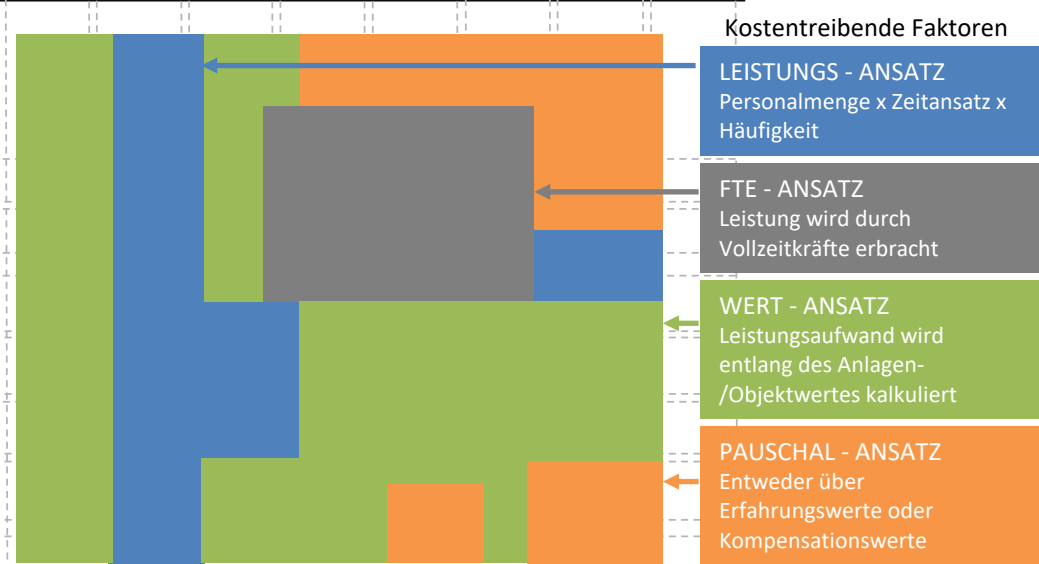 Kostentreibende Faktoren
LEISTUNGS - ANSATZ
Personalmenge x Zeitansatz x
Häufigkeit
FTE - ANSATZ
Leistung wird durch
Vollzeitkräfte erbracht
WERT - ANSATZ
Leistungsaufwand wird
entlang des Anlagen-
/Objektwertes kalkuliert
PAUSCHAL - ANSATZ
Entweder über
Erfahrungswerte oder
Kompensationswerte